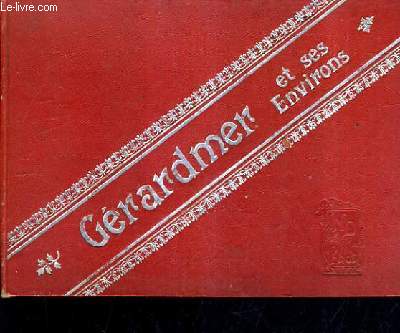 Le-livre.com
Gérardmer
et ses
Environs